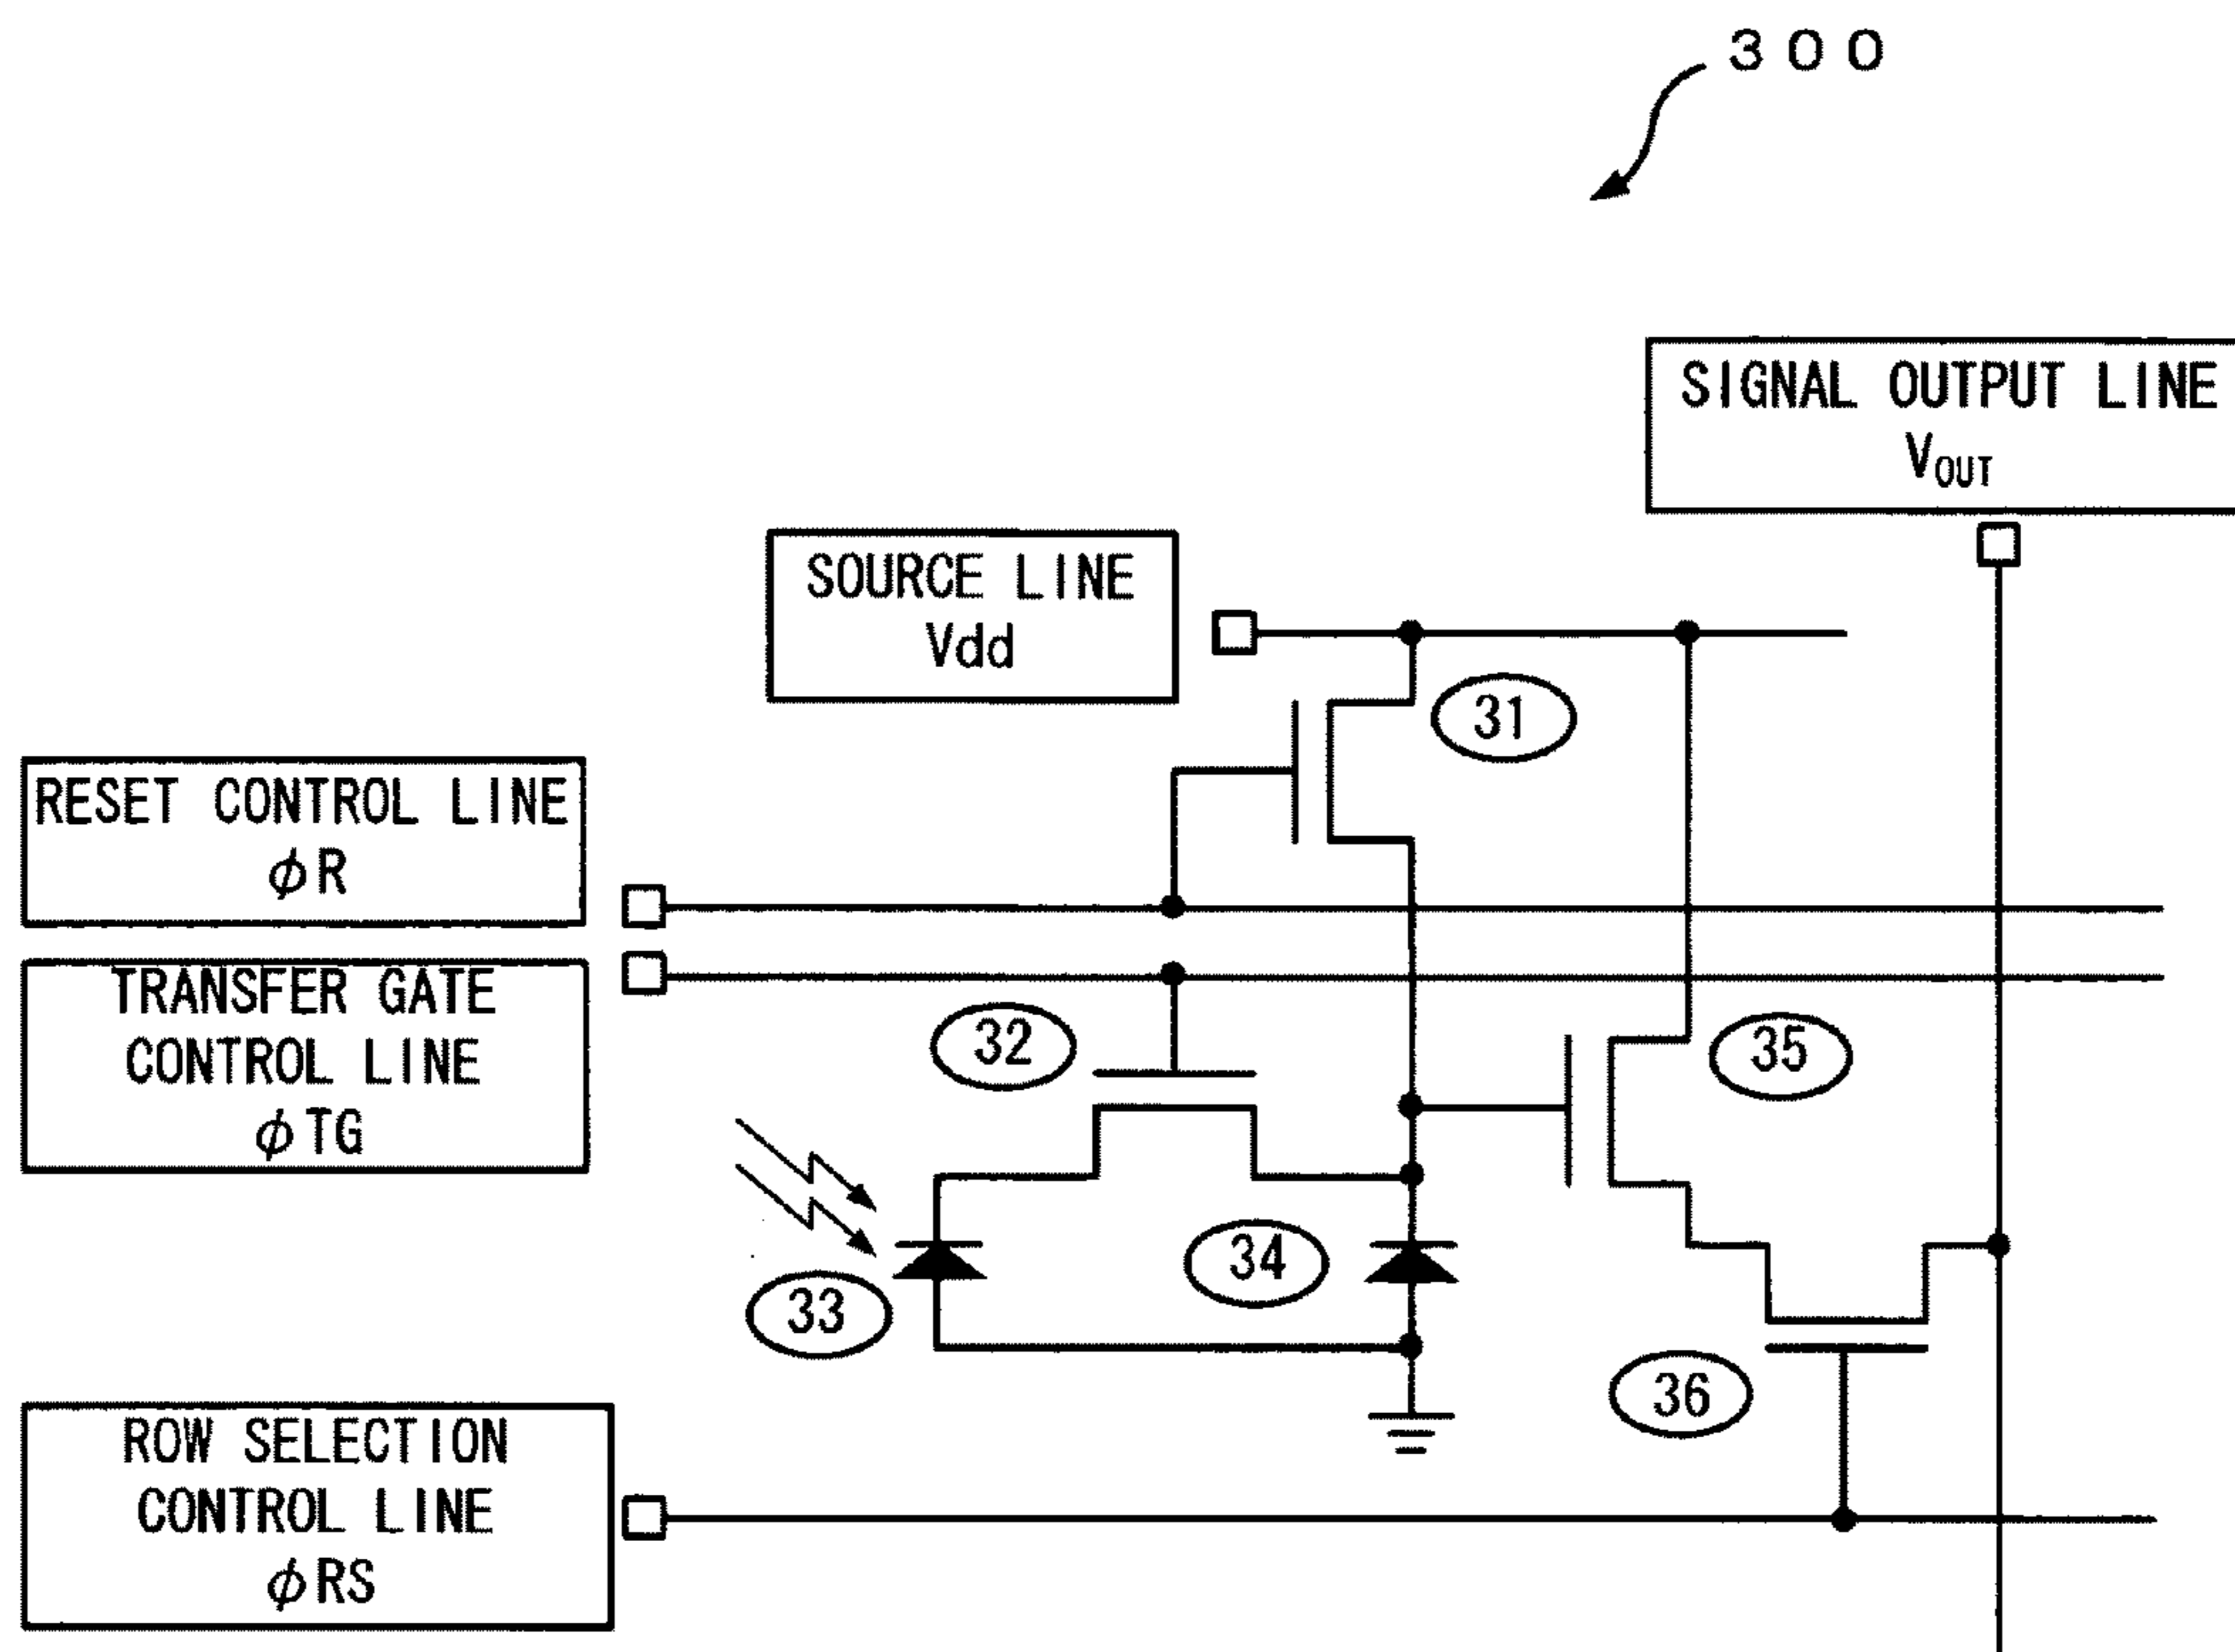 ３００
SIGNAL OUTPUT LINE
VOUT
SOURCE LINE
Vdd
31
RESET CONTROL LINE
φR
TRANSFER GATE
CONTROL LINE
φTG
32
35
34
33
36
ROW SELECTION
CONTROL LINE
φRS